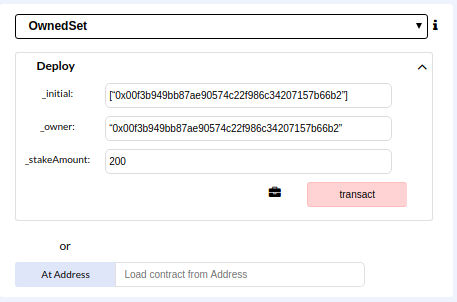 OwnedSet
Deploy
_initial: ["0x00f3b949bb87ae90574c22f986c34207157b66b2"]
_owner: "0x00f3b949bb87ae90574c22f986c34207157b66b2"
_stakeAmount: 200
transact
or
At Address Load contract from Address